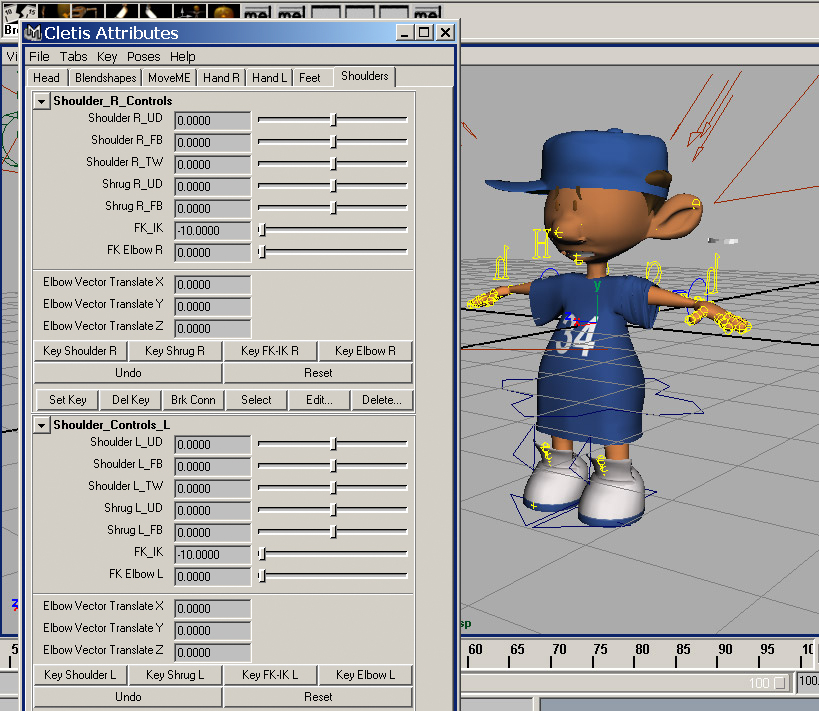 Cletis Attributes
File Tabs Key Poses Help
Head Blendshapes MoveME Hand R Hand L Feet Shoulders
Shoulder_R_Controls
Shoulder R_UD 0.0000
Shoulder R_FB 0.0000
Shoulder R_TW 0.0000
Shrug R_UD 0.0000
Shrug R_FB 0.0000
FK_IK -10.0000
FK Elbow R 0.0000
Elbow Vector Translate X 0.0000
Elbow Vector Translate Y 0.0000
Elbow Vector Translate Z 0.0000
Key Shoulder R Key Shrug R Key FK-IK R Key Elbow R
Undo Reset
Set Key Del Key Brk Conn Select Edit... Delete...
Shoulder_Controls_L
Shoulder L_UD 0.0000
Shoulder L_FB 0.0000
Shoulder L_TW 0.0000
Shrug L_UD 0.0000
Shrug L_FB 0.0000
FK_IK -10.0000
FK Elbow L 0.0000
Elbow Vector Translate X 0.0000
Elbow Vector Translate Y 0.0000
Elbow Vector Translate Z 0.0000
Key Shoulder L Key Shrug L Key FK-IK L Key Elbow L
Undo Reset
H
y
34
z
sp
60 65 70 75 80 85 90 95
100 100.